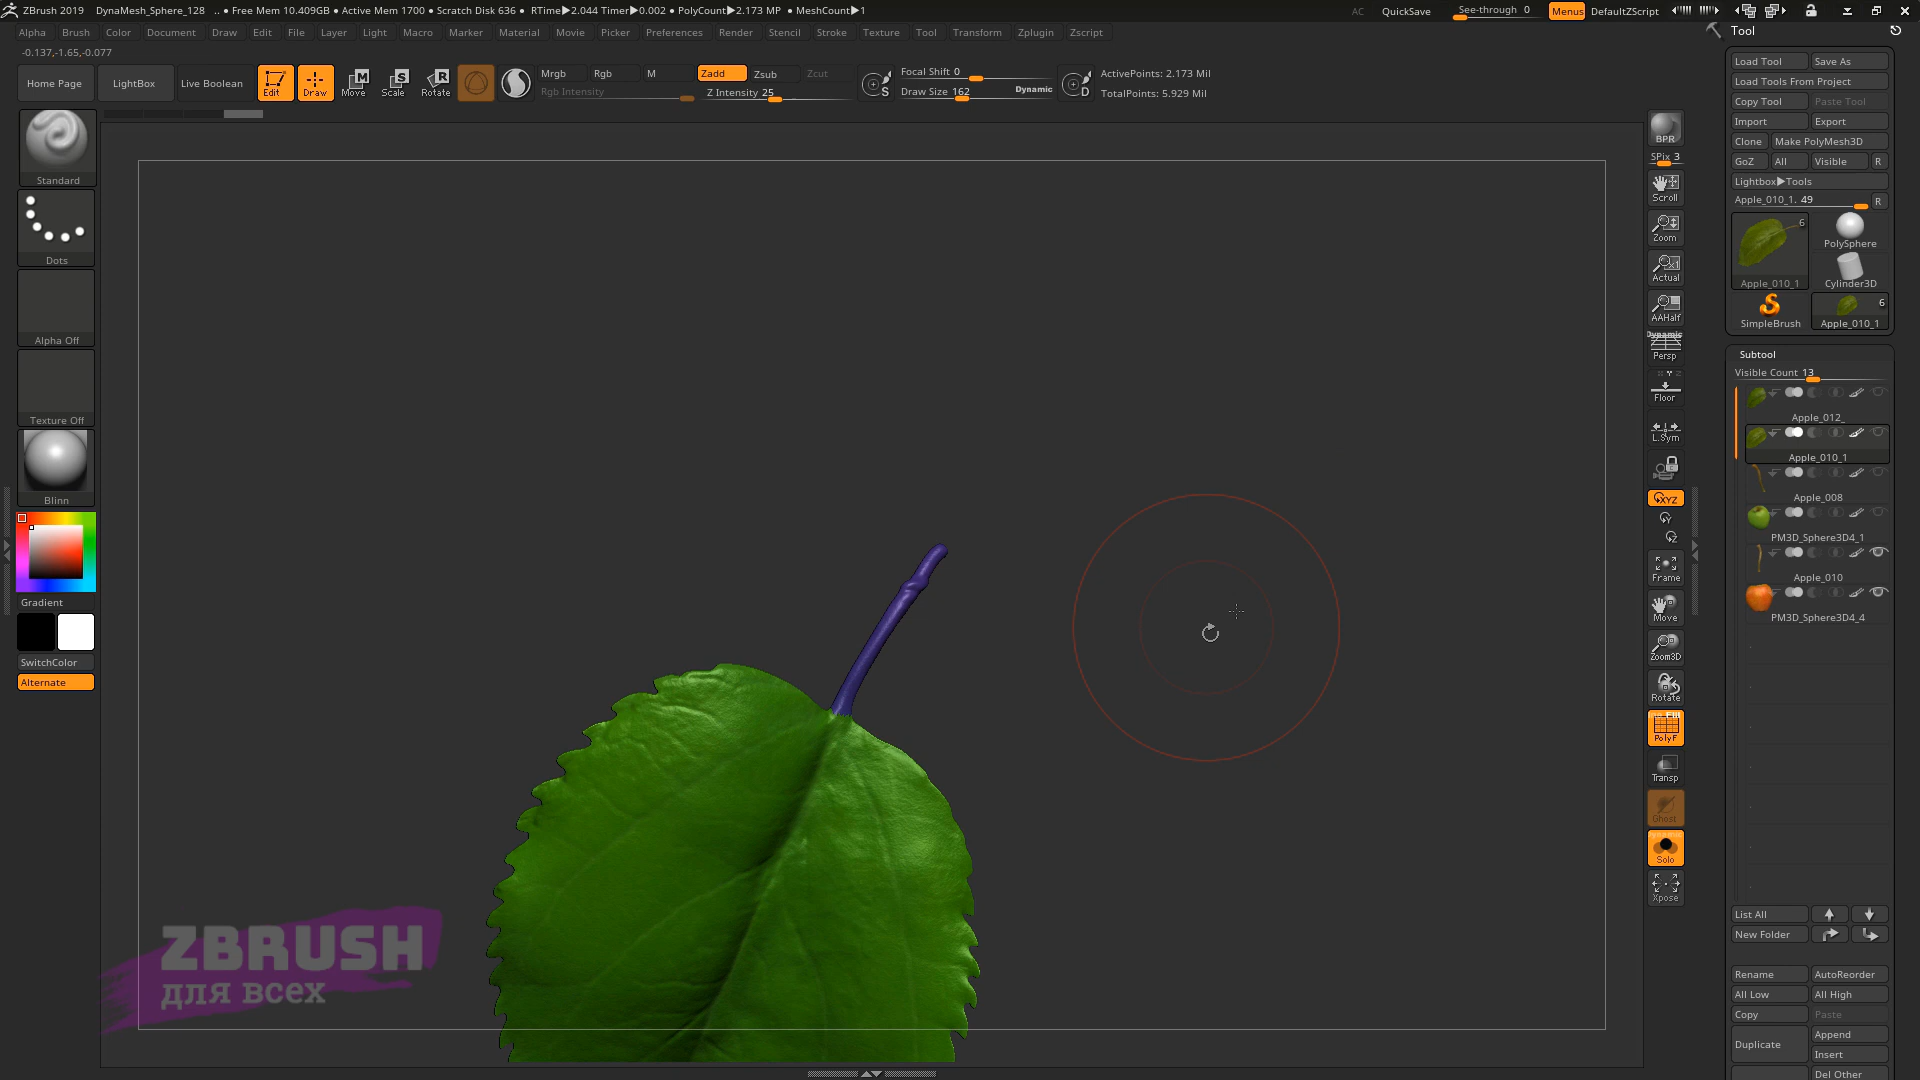 ZBrush 2019 DynaMesh_Sphere_128 .. ● Free Mem 10.409GB ● Active Mem 1700 ● Scratch Disk 636 ● RTime▶2.044 Timer▶0.002 ● PolyCount▶2.173 MP ● MeshCount▶1
AC QuickSave See-through 0 Menus DefaultZScript
Alpha Brush Color Document Draw Edit File Layer Light Macro Marker Material Movie Picker Preferences Render Stencil Stroke Texture Tool Transform Zplugin Zscript
-0.137,-1.65,-0.077
Home Page LightBox Live Boolean Edit Draw Move Scale Rotate
Mrgb Rgb M Zadd Zsub Zcut
Rgb Intensity Z Intensity 25
Focal Shift 0
Draw Size 162 Dynamic
ActivePoints: 2.173 Mil
TotalPoints: 5.929 Mil
Standard
Dots
Alpha Off
Texture Off
Blinn
Gradient
SwitchColor
Alternate
ZBRUSH
для всех
BPR
SPix 3
Scroll
Zoom
Actual
AAHalf
Dynamic
Persp
Floor
L.Sym
XYZ
Y
Z
Frame
Move
Zoom3D
Rotate
PolyF
Transp
Ghost
Solo
Xpose
Tool
Load Tool Save As
Load Tools From Project
Copy Tool Paste Tool
Import Export
Clone Make PolyMesh3D
GoZ All Visible R
Lightbox▶Tools
Apple_010_1. 49 R
6
PolySphere
Apple_010_1 Cylinder3D
6
SimpleBrush Apple_010_1
Subtool
Visible Count 13
Apple_012_
Apple_010_1
Apple_008
PM3D_Sphere3D4_1
Apple_010
PM3D_Sphere3D4_4
List All
New Folder
Rename AutoReorder
All Low All High
Copy Paste
Duplicate Append
Insert
Del Other